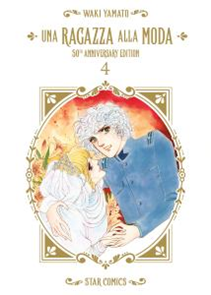 WAKI YAMATO
UNA RAGAZZA ALLA MODA
50TH ANNIVERSARY EDITION
4
STAR COMICS